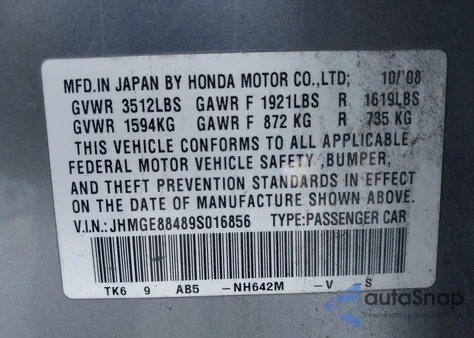 MFD.IN JAPAN BY HONDA MOTOR CO.,LTD; 10/'08
GVWR 3512LBS GAWR F 1921LBS R 1619LBS
GVWR 1594KG GAWR F 872 KG R 735 KG
THIS VEHICLE CONFORMS TO ALL APPLICABLE
FEDERAL MOTOR VEHICLE SAFETY ,BUMPER,
AND THEFT PREVENTION STANDARDS IN EFFECT
ON THE DATE OF MANUFACTURE SHOWN ABOVE.
V.I.N.: JHMGE88489S016856 TYPE:PASSENGER CAR
TK6 9 AB5 -NH642M -V S
autoSnap